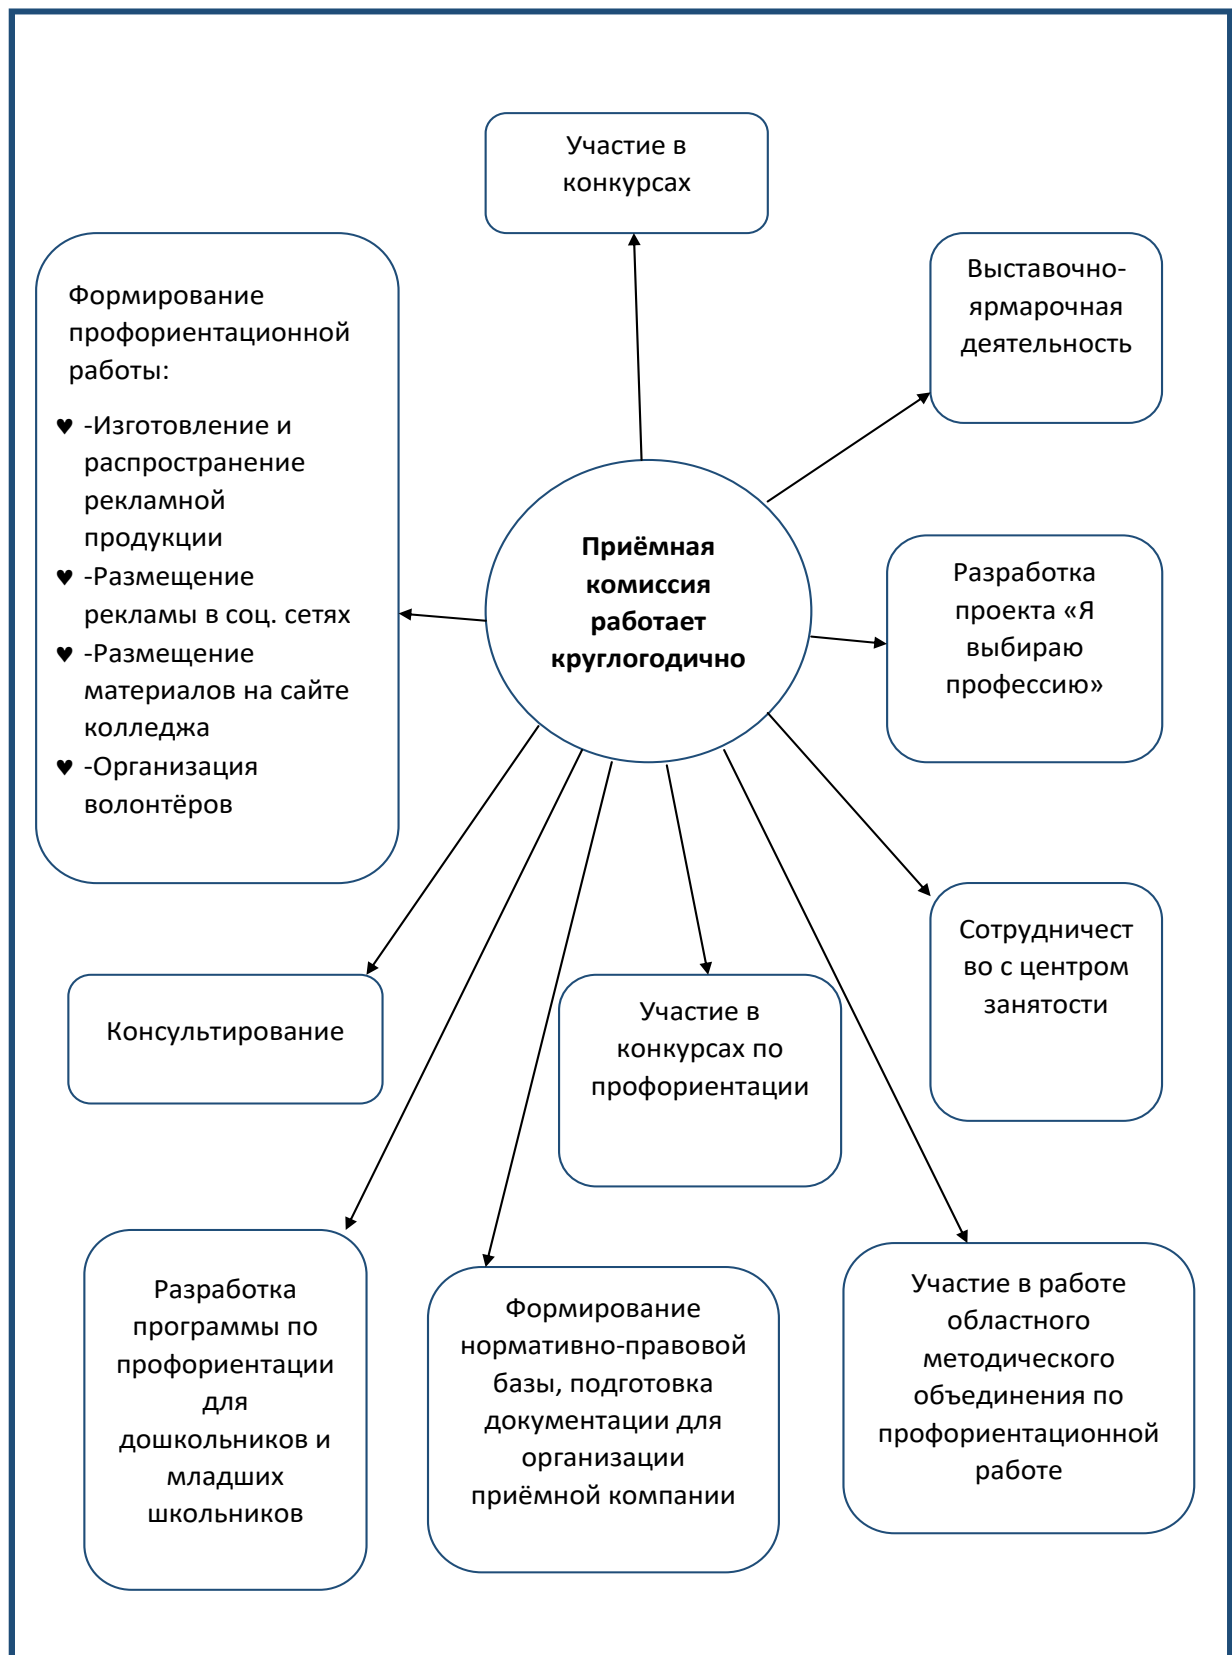 Участие в
конкурсах
Выставочно-
ярмарочная
деятельность
Формирование
профориентационной
работы:
♥ -Изготовление и
распространение
рекламной
продукции
♥ -Размещение
рекламы в соц. сетях
♥ -Размещение
материалов на сайте
колледжа
♥ -Организация
волонтёров
Приёмная
комиссия
работает
круглогодично
Разработка
проекта «Я
выбираю
профессию»
Сотрудничест
во с центром
занятости
Консультирование
Участие в
конкурсах по
профориентации
Разработка
программы по
профориентации
для
дошкольников и
младших
школьников
Формирование
нормативно-правовой
базы, подготовка
документации для
организации
приёмной компании
Участие в работе
областного
методического
объединения по
профориентационной
работе